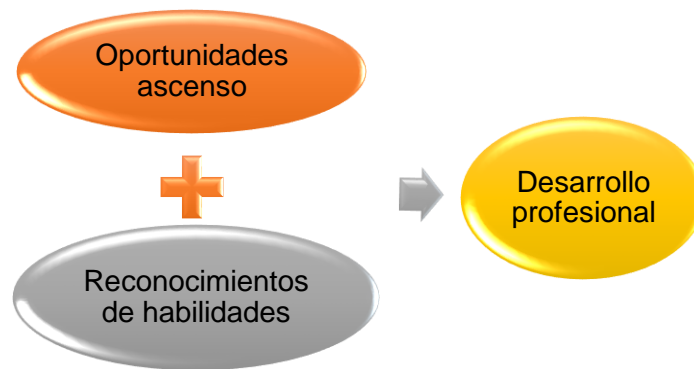 Oportunidades
ascenso
Reconocimientos
de habilidades
Desarrollo
profesional